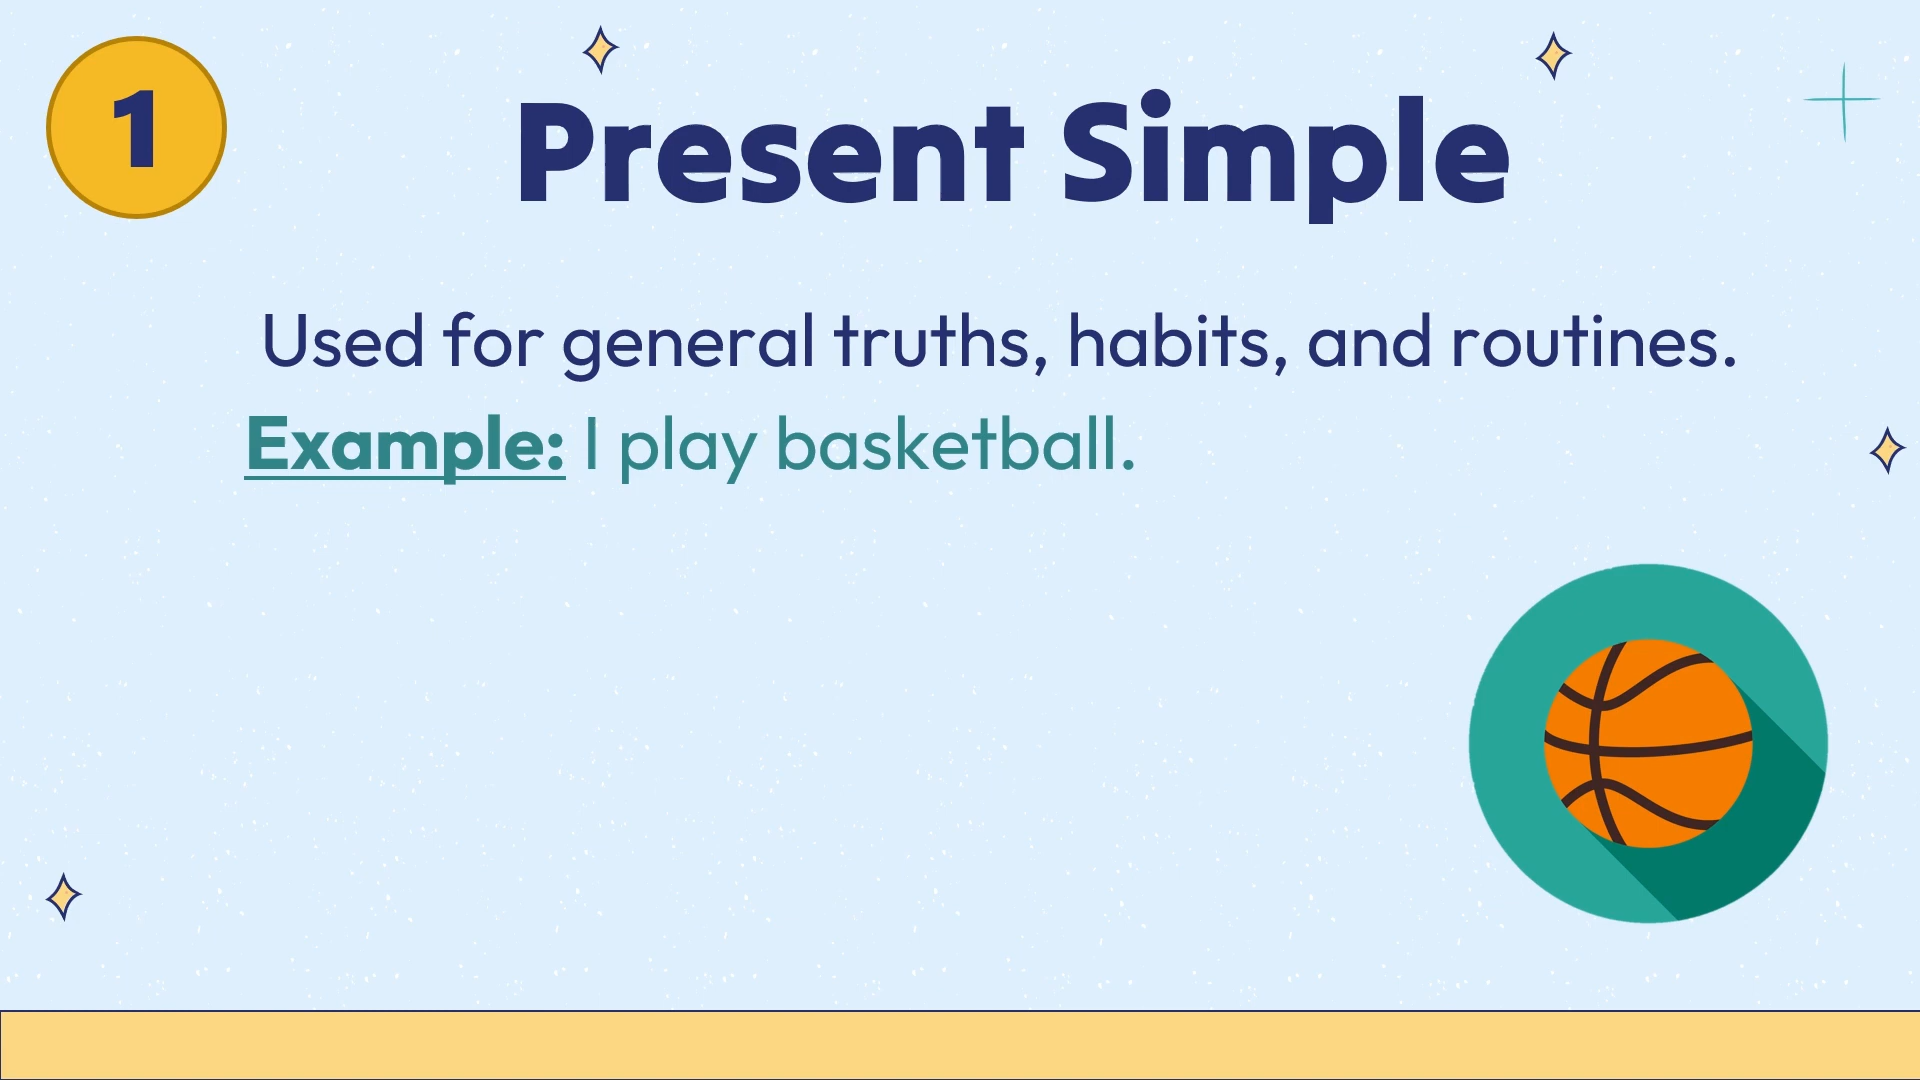 1
Present Simple
Used for general truths, habits, and routines.
Example: I play basketball.